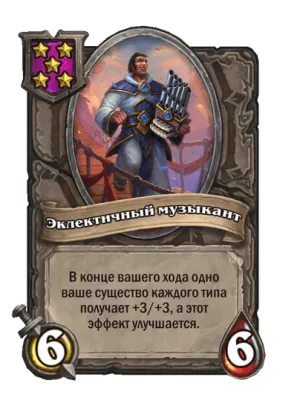 Эклектичный музыкант
В конце вашего хода одно
ваше существо каждого типа
получает +3/+3, а этот
эффект улучшается.
6
6